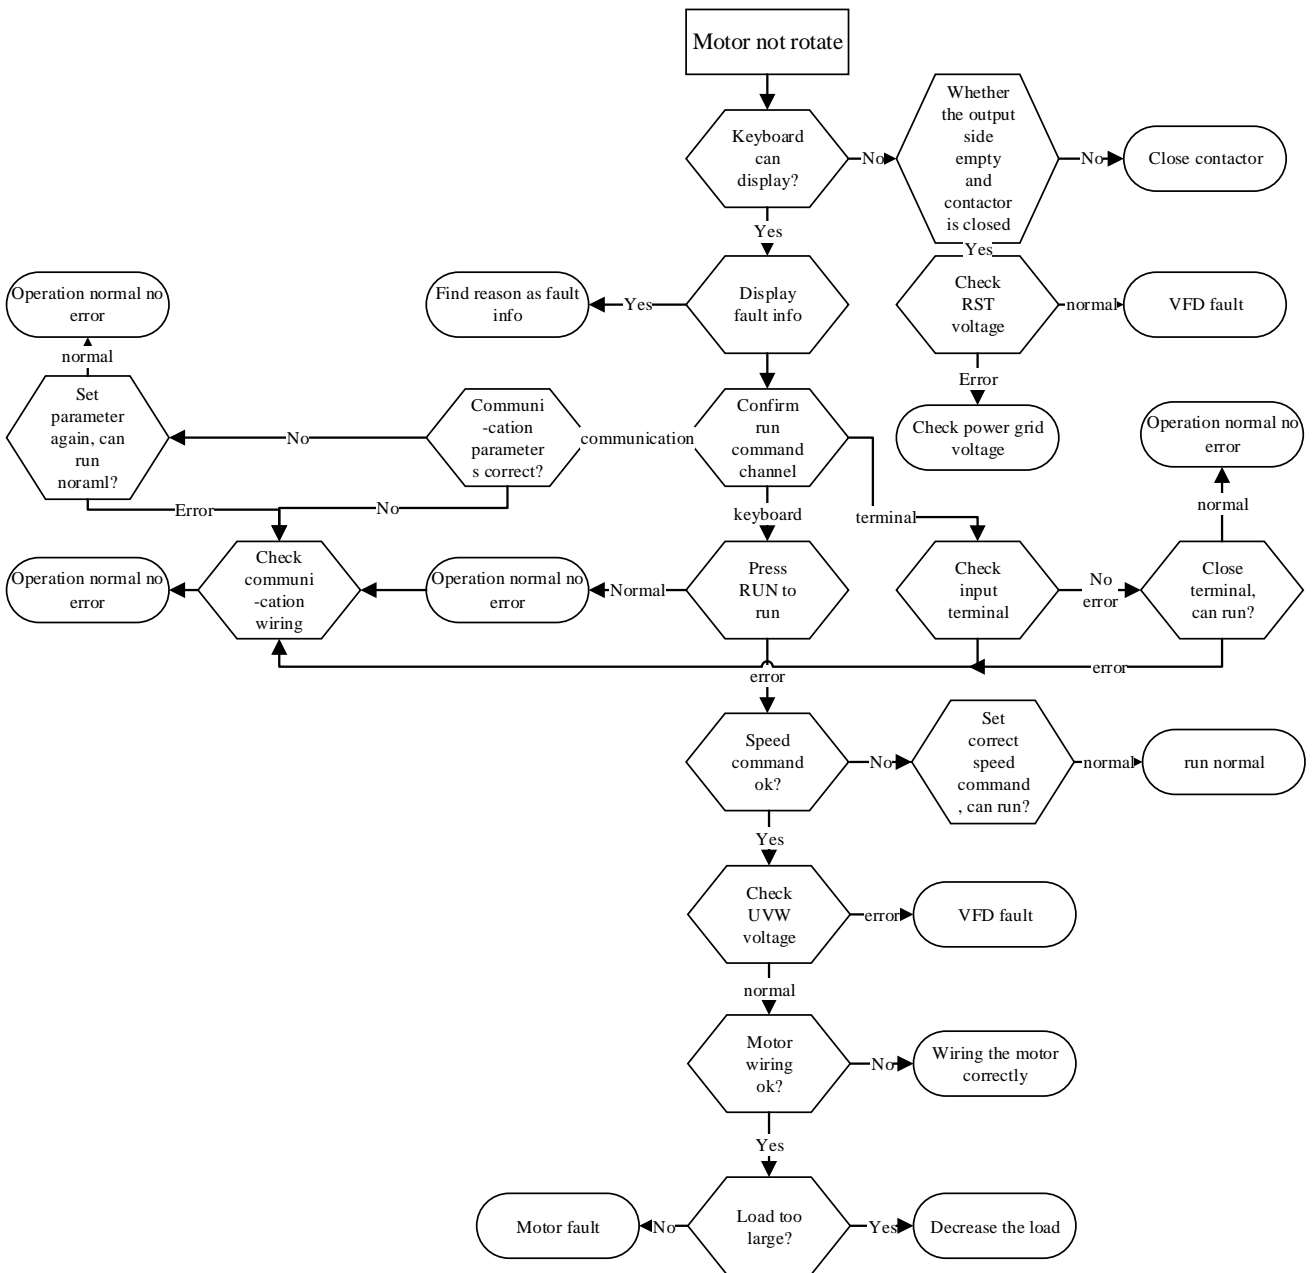 Motor not rotate
Keyboard
can
display?
No
Whether
the output
side
empty
and
contactor
is closed
No
Close contactor
Yes
Yes
Operation normal no
error
Find reason as fault
info
Yes
Display
fault info
Check
RST
voltage
normal
VFD fault
normal
Error
Set
parameter
again, can
run
noraml?
No
Communi
-cation
parameter
s correct?
communication
Confirm
run
command
channel
Check power grid
voltage
Operation normal no
error
Error
No
keyboard
terminal
normal
Operation normal no
error
Check
communi
-cation
wiring
Operation normal no
error
Normal
Press
RUN to
run
Check
input
terminal
No
error
Close
terminal,
can run?
error
error
Speed
command
ok?
No
Set
correct
speed
command
, can run?
normal
run normal
Yes
Check
UVW
voltage
error
VFD fault
normal
Motor
wiring
ok?
No
Wiring the motor
correctly
Yes
Motor fault
No
Load too
large?
Yes
Decrease the load